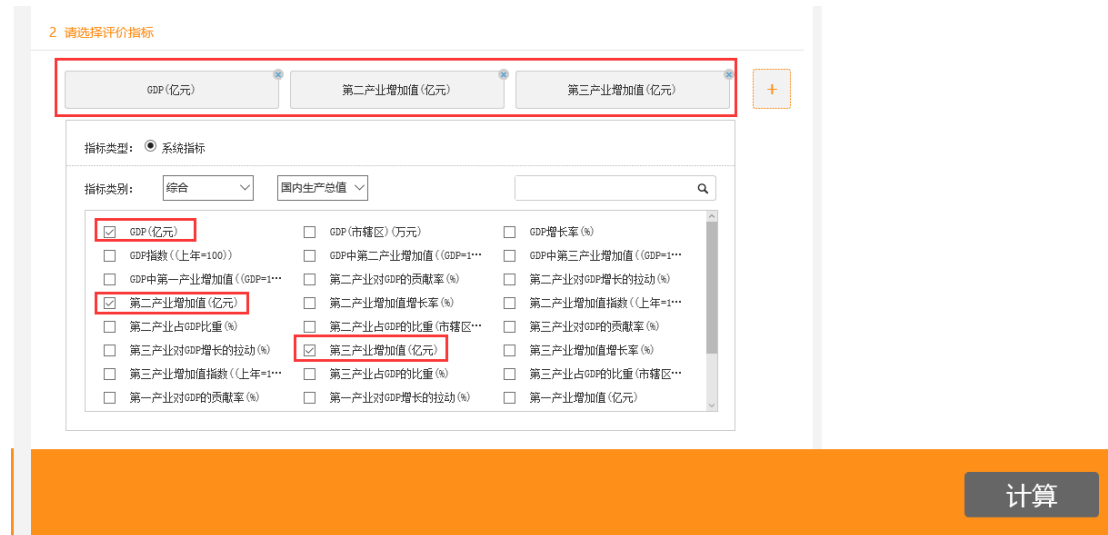 2 请选择评价指标
GDP(亿元) 第二产业增加值(亿元) 第三产业增加值(亿元) +
指标类型: 系统指标
指标类别: 综合 国内生产总值
GDP(亿元) GDP(市辖区)(万元) GDP增长率(%)
GDP指数((上年=100)) GDP中第二产业增加值((GDP=1… GDP中第三产业增加值((GDP=1…
GDP中第一产业增加值((GDP=1… 第二产业对GDP的贡献率(%) 第二产业对GDP增长的拉动(%)
第二产业增加值(亿元) 第二产业增加值增长率(%) 第二产业增加值指数((上年=1…
第二产业占GDP比重(%) 第二产业占GDP的比重(市辖区… 第三产业对GDP的贡献率(%)
第三产业对GDP增长的拉动(%) 第三产业增加值(亿元) 第三产业增加值增长率(%)
第三产业增加值指数((上年=1… 第三产业占GDP的比重(%) 第三产业占GDP的比重(市辖区…
第一产业对GDP的贡献率(%) 第一产业对GDP增长的拉动(%) 第一产业增加值(亿元)
计算